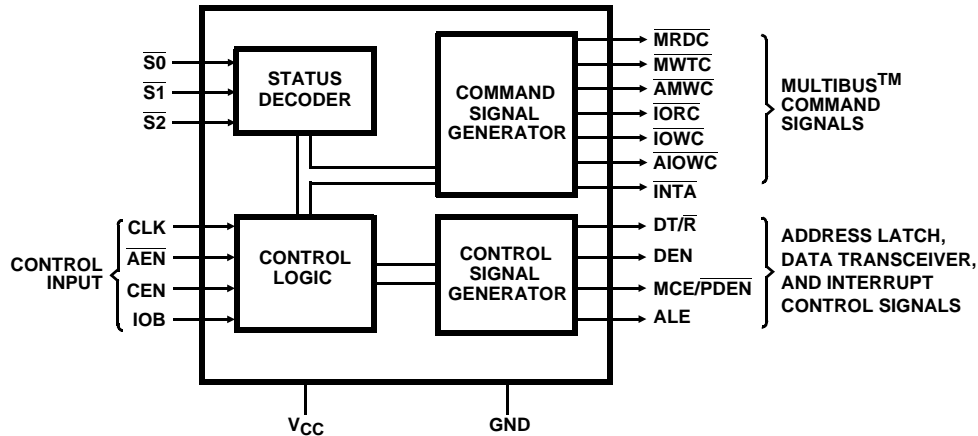 S0
S1
S2
STATUS
DECODER
COMMAND
SIGNAL
GENERATOR
MRDC
MWTC
AMWC
IORC
IOWC
AIOWC
INTA
MULTIBUS™
COMMAND
SIGNALS
CONTROL
INPUT
CLK
AEN
CEN
IOB
CONTROL
LOGIC
CONTROL
SIGNAL
GENERATOR
DT/R
DEN
MCE/PDEN
ALE
ADDRESS LATCH,
DATA TRANSCEIVER,
AND INTERRUPT
CONTROL SIGNALS
VCC
GND